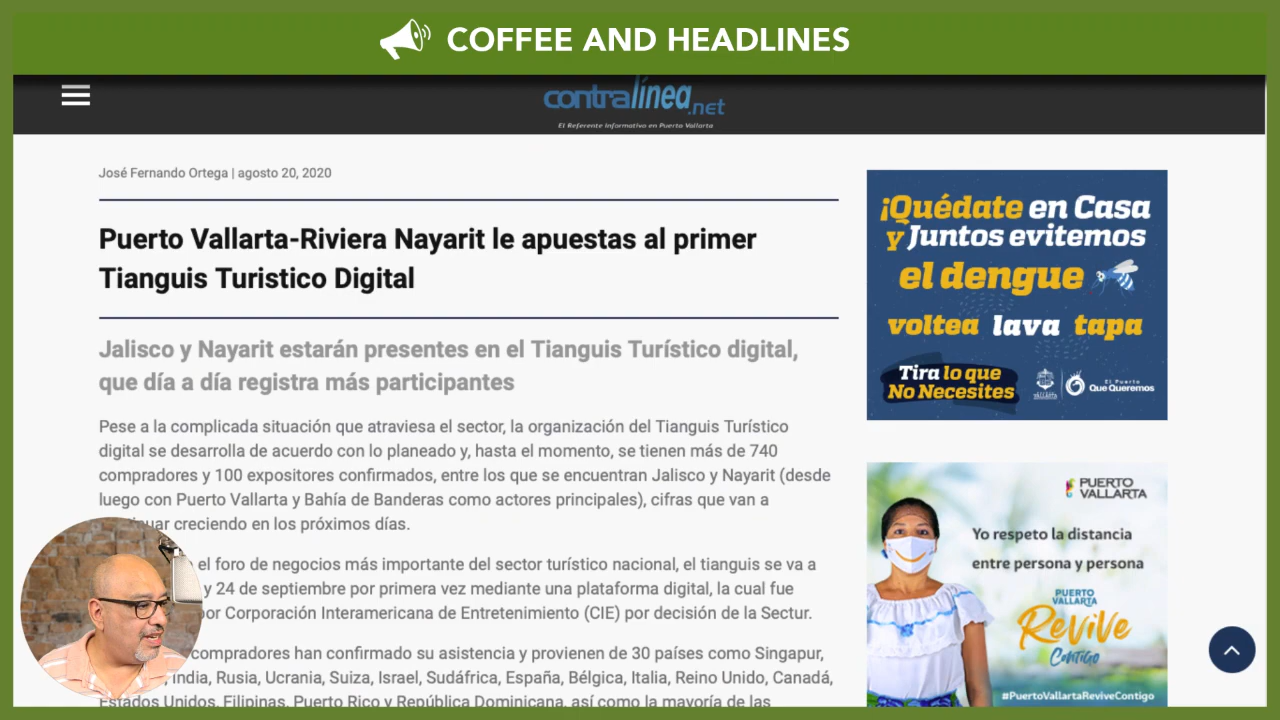 COFFEE AND HEADLINES
contralínea.net
El Referente Informativo en Puerto Vallarta
José Fernando Ortega | agosto 20, 2020
Puerto Vallarta-Riviera Nayarit le apuestas al primer
Tianguis Turistico Digital
Jalisco y Nayarit estarán presentes en el Tianguis Turístico digital,
que día a día registra más participantes
Pese a la complicada situación que atraviesa el sector, la organización del Tianguis Turístico
digital se desarrolla de acuerdo con lo planeado y, hasta el momento, se tienen más de 740
compradores y 100 expositores confirmados, entre los que se encuentran Jalisco y Nayarit (desde
luego con Puerto Vallarta y Bahía de Banderas como actores principales), cifras que van a
creciendo en los próximos días.
el foro de negocios más importante del sector turístico nacional, el tianguis se va a
y 24 de septiembre por primera vez mediante una plataforma digital, la cual fue
por Corporación Interamericana de Entretenimiento (CIE) por decisión de la Sectur.
compradores han confirmado su asistencia y provienen de 30 países como Singapur,
India, Rusia, Ucrania, Suiza, Israel, Sudáfrica, España, Bélgica, Italia, Reino Unido, Canadá,
Estados Unidos, Filipinas, Puerto Rico y República Dominicana, así como la mayoría de las
¡Quédate en Casa
y Juntos evitemos
el dengue
voltea lava tapa
Tira lo que
No Necesites
VALLARTA
El Puerto
Que Queremos
PUERTO
VALLARTA
Yo respeto la distancia
entre persona y persona
PUERTO
VALLARTA
ReViVe
Contigo
#PuertoVallartaReviveContigo